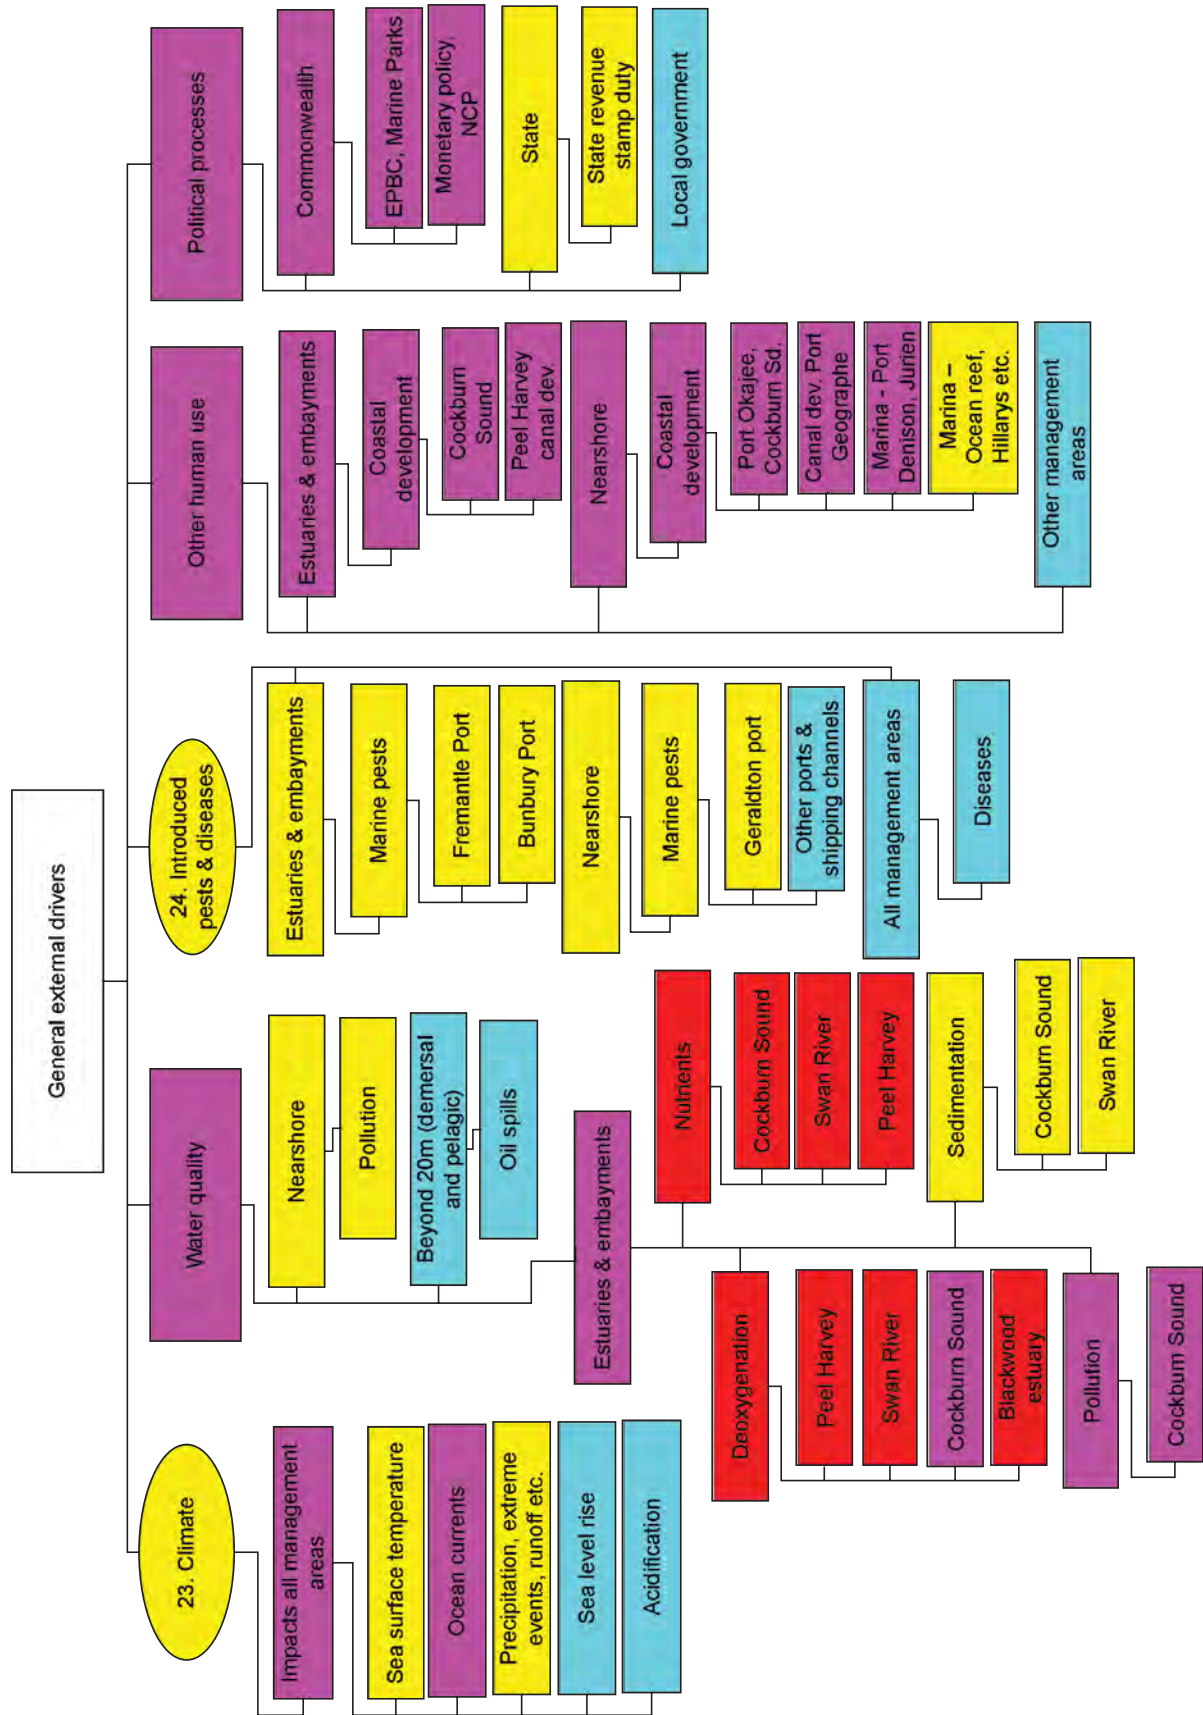 General external drivers
23. Climate
Impacts all management
areas
Sea surface temperature
Ocean currents
Precipitation, extreme
events, runoff etc.
Sea level rise
Acidification
Water quality
Nearshore
Pollution
Beyond 20m (demersal
and pelagic)
Oil spills
Estuaries & embayments
Deoxygenation
Peel Harvey
Swan River
Cockburn Sound
Blackwood
estuary
Pollution
Cockburn Sound
Nutrients
Cockburn Sound
Swan River
Peel Harvey
Sedimentation
Cockburn Sound
Swan River
24. Introduced
pests & diseases
Estuaries & embayments
Marine pests
Fremantle Port
Bunbury Port
Nearshore
Marine pests
Geraldton port
Other ports &
shipping channels
All management areas
Diseases
Other human use
Estuaries & embayments
Coastal
development
Cockburn
Sound
Peel Harvey
canal dev.
Nearshore
Coastal
development
Port Okajee,
Cockburn Sd,
Canal dev. Port
Geographe
Marina - Port
Denison, Jurien
Marina –
Ocean reef,
Hillarys etc.
Other management
areas
Political processes
Commonwealth
EPBC, Marine Parks
Monetary policy,
NCP
State
State revenue
stamp duty
Local government